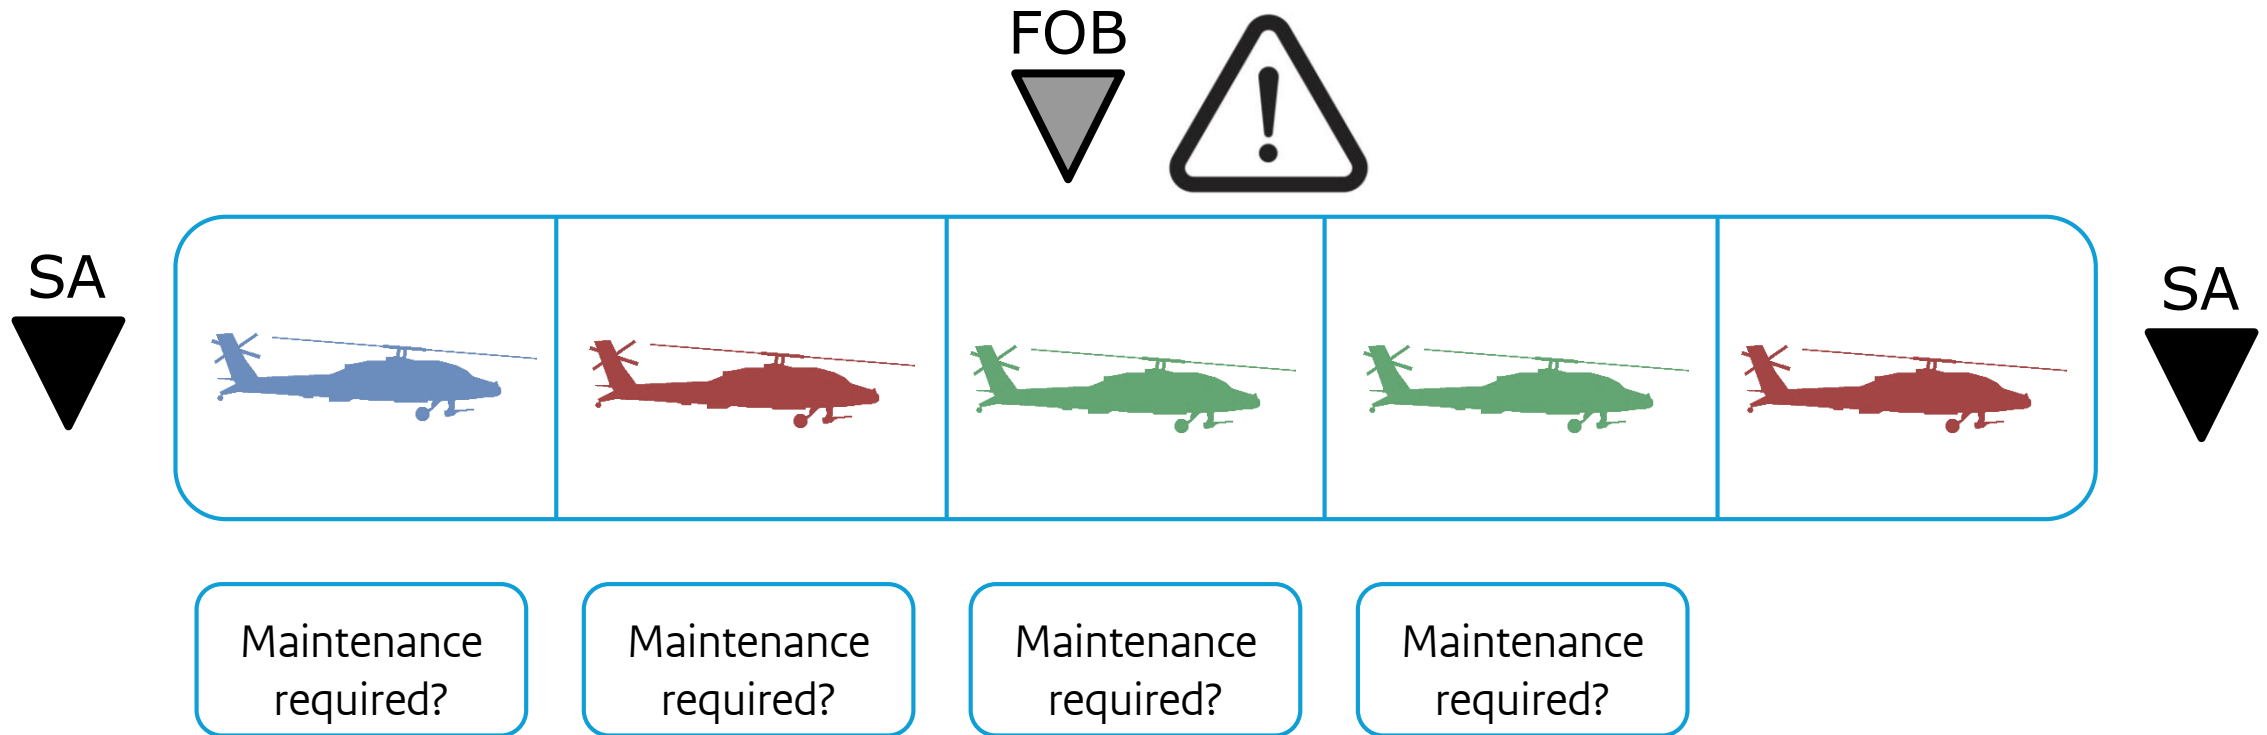 FOB
SA
SA
Maintenance
required?
Maintenance
required?
Maintenance
required?
Maintenance
required?